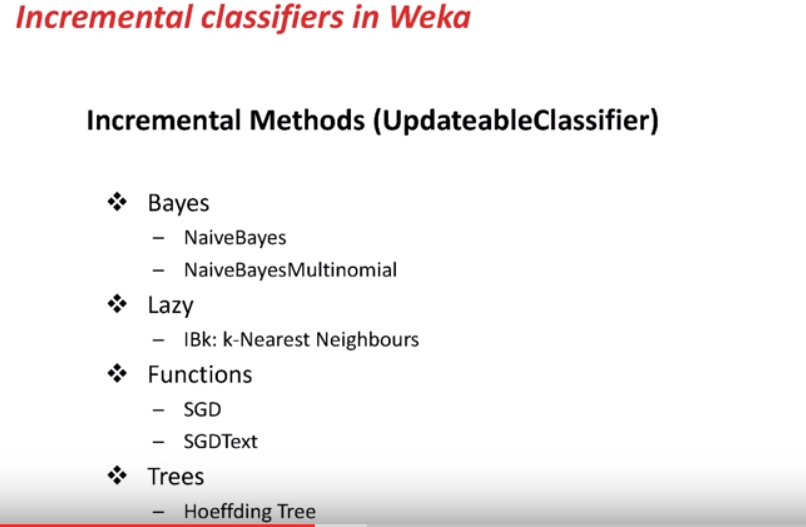 Incremental classifiers in Weka
Incremental Methods (UpdateableClassifier)
❖ Bayes
– NaiveBayes
– NaiveBayesMultinomial
❖ Lazy
– IBk: k-Nearest Neighbours
❖ Functions
– SGD
– SGDText
❖ Trees
– Hoeffding Tree